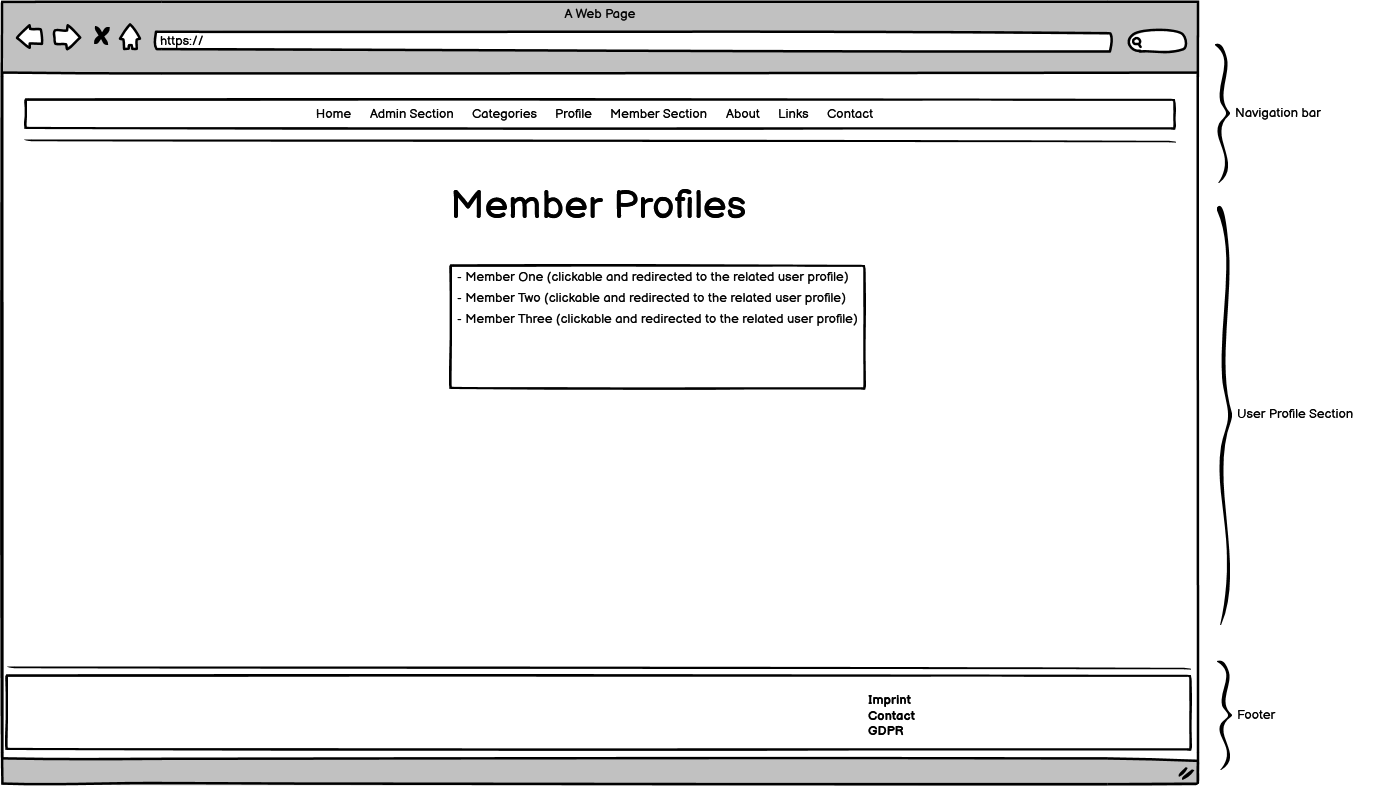 A Web Page
https://
Home Admin Section Categories Profile Member Section About Links Contact
Navigation bar
Member Profiles
- Member One (clickable and redirected to the related user profile)
- Member Two (clickable and redirected to the related user profile)
- Member Three (clickable and redirected to the related user profile)
User Profile Section
Imprint
Contact
GDPR
Footer